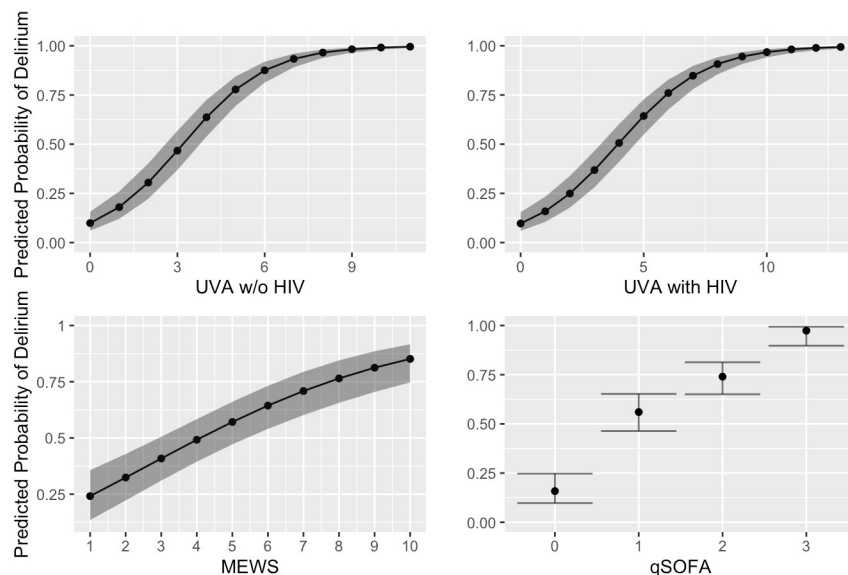 Predicted Probability of Delirium
1.00
0.75
0.50
0.25
0.00
0 3 6 9
UVA w/o HIV
1.00
0.75
0.50
0.25
0.00
0 5 10
UVA with HIV
Predicted Probability of Delirium
1
0.75
0.5
0.25
1 2 3 4 5 6 7 8 9 10
MEWS
1.00
0.75
0.50
0.25
0.00
0 1 2 3
qSOFA